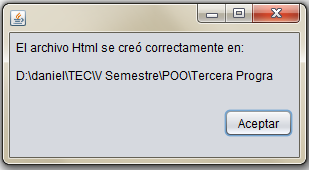 El archivo Html se creó correctamente en:
D:\daniel\TEC\V Semestre\POO\Tercera Progra
Aceptar